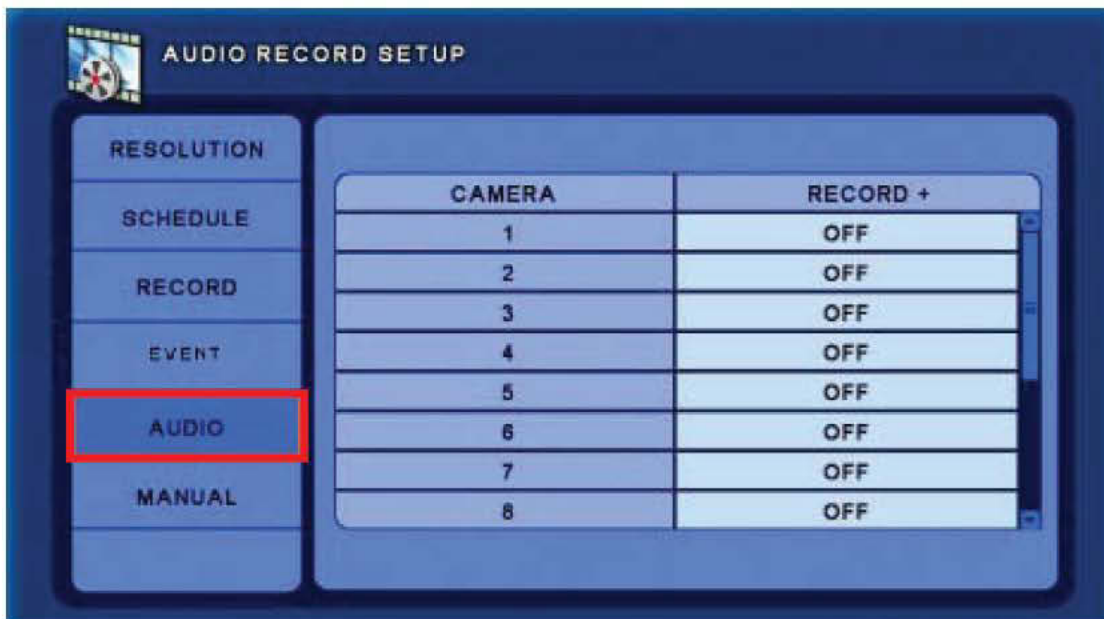 AUDIO RECORD SETUP
RESOLUTION
SCHEDULE
RECORD
EVENT
AUDIO
MANUAL
CAMERA RECORD +
1 OFF
2 OFF
3 OFF
4 OFF
5 OFF
6 OFF
7 OFF
8 OFF